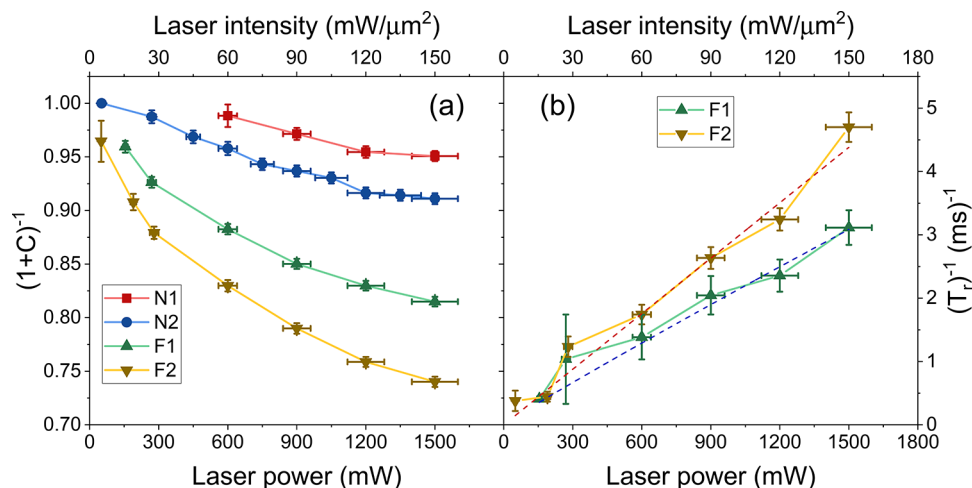 Laser intensity (mW/μm²) Laser intensity (mW/μm²)
0 30 60 90 120 150 0 30 60 90 120 150 180
(a) (b)
(1+C)⁻¹
1.00
0.95
0.90
0.85
0.80
0.75
0.70
N1
N2
F1
F2
F1
F2
5
4
3
2
1
0
(Tᵣ)⁻¹ (ms)⁻¹
0 300 600 900 1200 1500 0 300 600 900 1200 1500 1800
Laser power (mW) Laser power (mW)